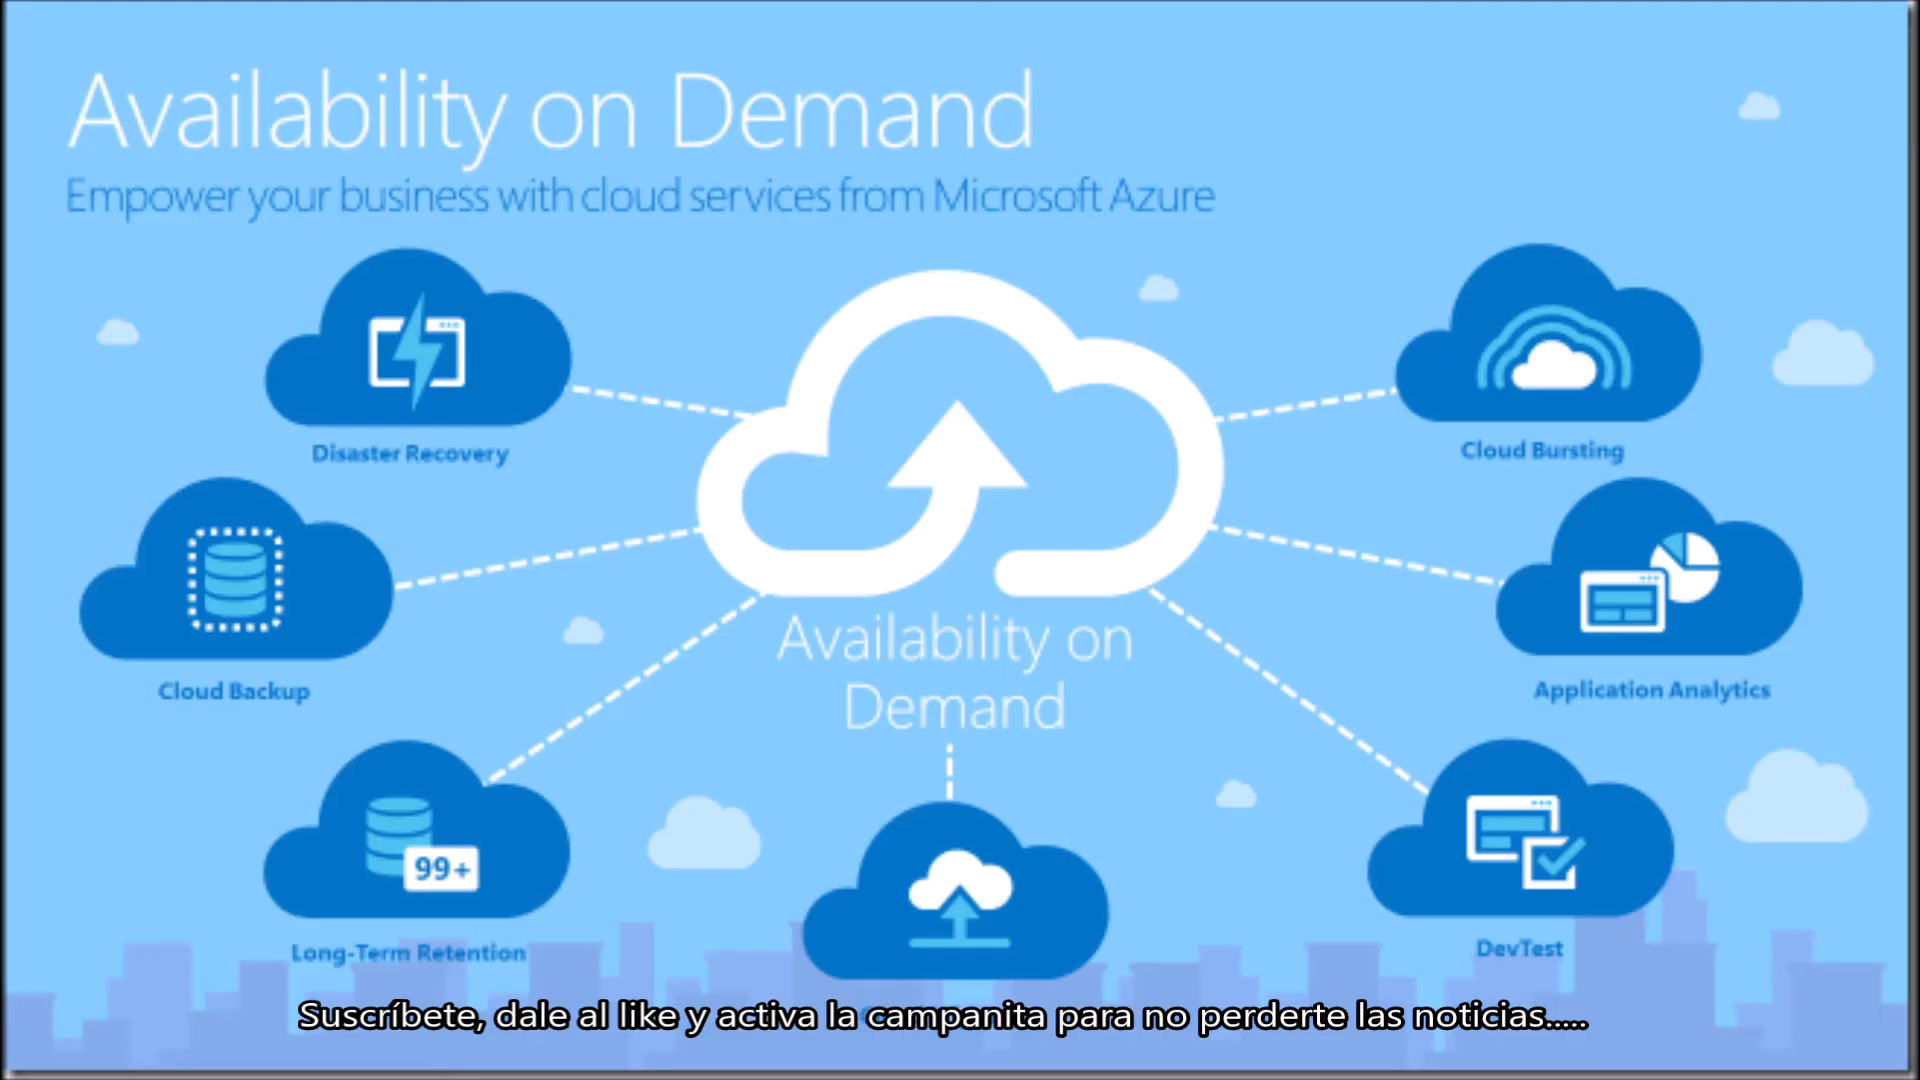 Availability on Demand
Empower your business with cloud services from Microsoft Azure
Disaster Recovery
Cloud Bursting
Cloud Backup
Application Analytics
Availability on
Demand
99+
Long-Term Retention
DevTest
Suscríbete, dale al like y activa la campanita para no perderte las noticias.....